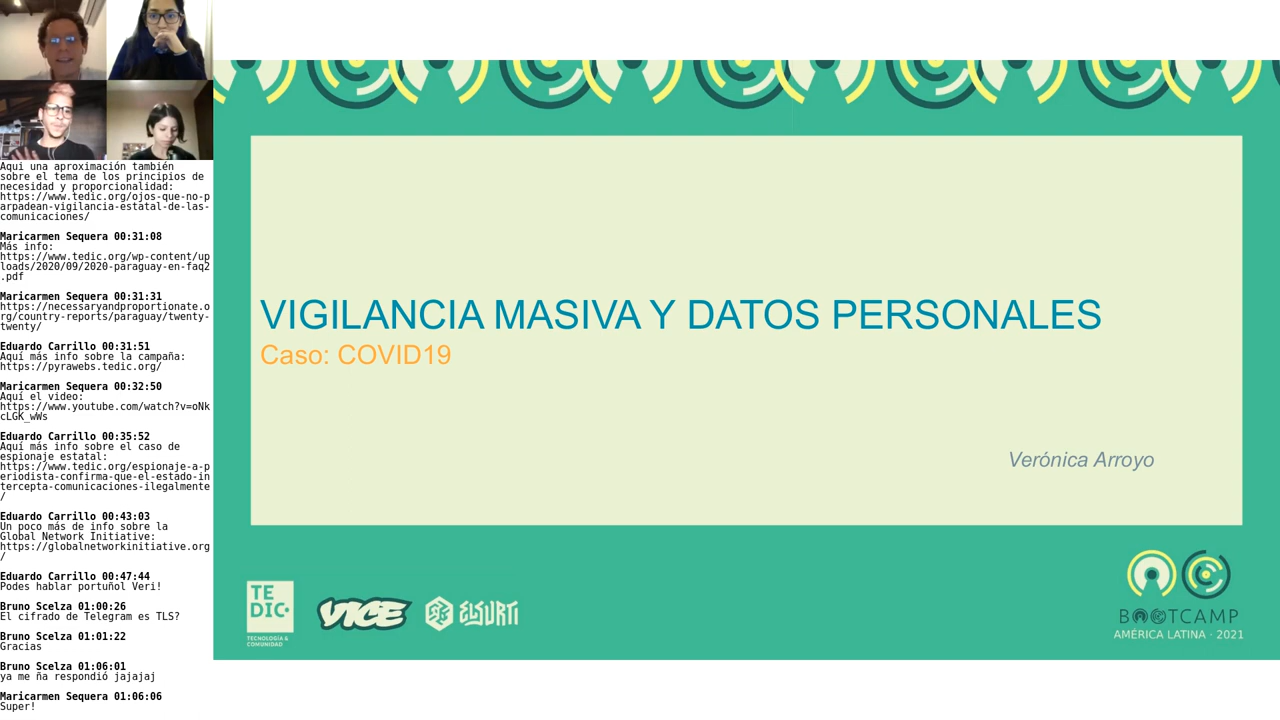 Aqui una aproximación también
sobre el tema de los principios de
necesidad y proporcionalidad:
https://www.tedic.org/ojos-que-no-p
arpadean-vigilancia-estatal-de-las-
comunicaciones/
Maricarmen Sequera 00:31:08
Más info:
https://www.tedic.org/wp-content/up
loads/2020/09/2020-paraguay-en-faq2
.pdf
Maricarmen Sequera 00:31:31
https://necessaryandproportionate.o
rg/country-reports/paraguay/twenty-
twenty/
Eduardo Carrillo 00:31:51
Aquí más info sobre la campaña:
https://pyrawebs.tedic.org/
Maricarmen Sequera 00:32:50
Aquí el video:
https://www.youtube.com/watch?v=oNk
cLGK_wWs
Eduardo Carrillo 00:35:52
Aquí más info sobre el caso de
espionaje estatal:
https://www.tedic.org/espionaje-a-p
eriodista-confirma-que-el-estado-in
tercepta-comunicaciones-ilegalmente
/
Eduardo Carrillo 00:43:03
Un poco más de info sobre la
Global Network Initiative:
https://globalnetworkinitiative.org
/
Eduardo Carrillo 00:47:44
Podes hablar portuñol Veri!
Bruno Scelza 01:00:26
El cifrado de Telegram es TLS?
Bruno Scelza 01:01:22
Gracias
Bruno Scelza 01:06:01
ya me ña respondió jajajaj
Maricarmen Sequera 01:06:06
Super!
VIGILANCIA MASIVA Y DATOS PERSONALES
Caso: COVID19
Verónica Arroyo
TE
DIC
TECNOLOGÍA &
COMUNIDAD
VICE
ELSURTI
BOOTCAMP
AMÉRICA LATINA · 2021